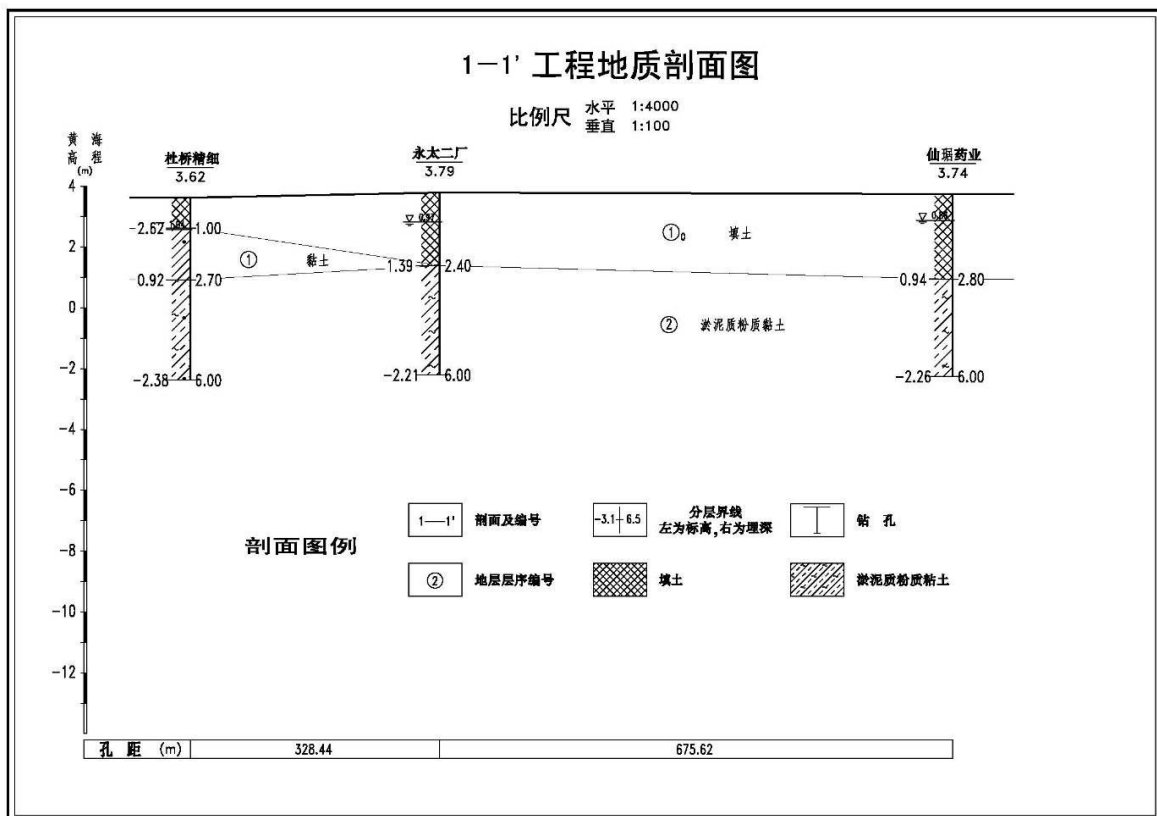 1—1' 工程地质剖面图
比例尺 水平 1:4000
垂直 1:100
黄海
高程
(m)
杜桥精细
3.62
永太二厂
3.79
仙琚药业
3.74
4
2
0
-2
-4
-6
-8
-10
-12
1.00
0.92 2.70
-2.38 6.00
① 黏土
1.39 2.40
-2.21 6.00
①₀ 填土
② 淤泥质粉质黏土
0.94 2.80
-2.26 6.00
剖面图例
1—1' 剖面及编号
-3.1 6.5 分层界线
左为标高,右为埋深
钻 孔
② 地层层序编号
填土
淤泥质粉质粘土
孔 距 (m) 328.44 675.62